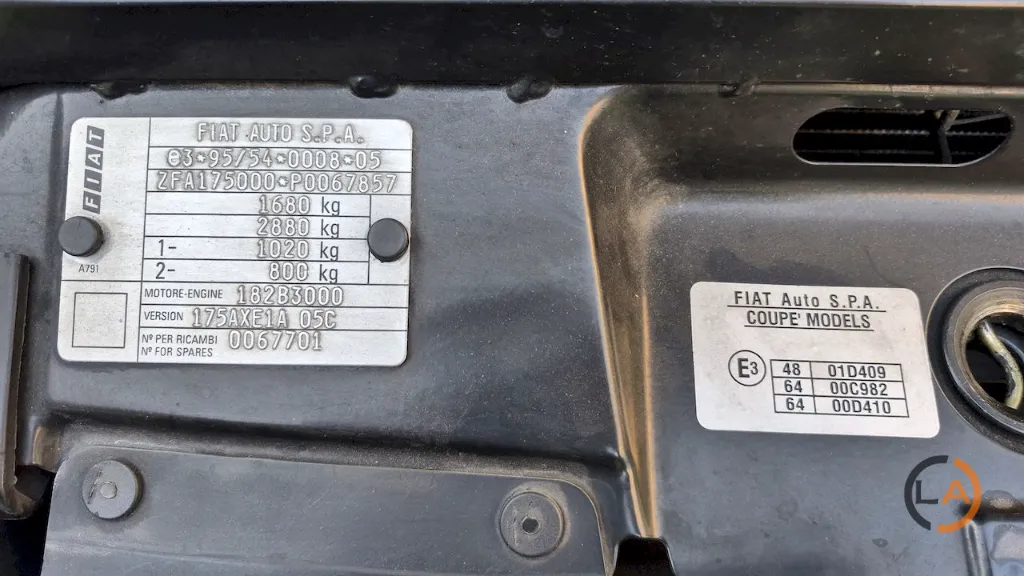 FIAT
FIAT AUTO S.P.A.
e3*95/54*0008*05
ZFA175000*P0067857
1680 kg
2880 kg
1- 1020 kg
2- 800 kg
A791
MOTORE-ENGINE 182B3000
VERSION 175AXE1A 05C
Nº PER RICAMBI
Nº FOR SPARES 0067701
FIAT Auto S.P.A.
COUPE' MODELS
E3
48 01D409
64 00C982
64 00D410
LA